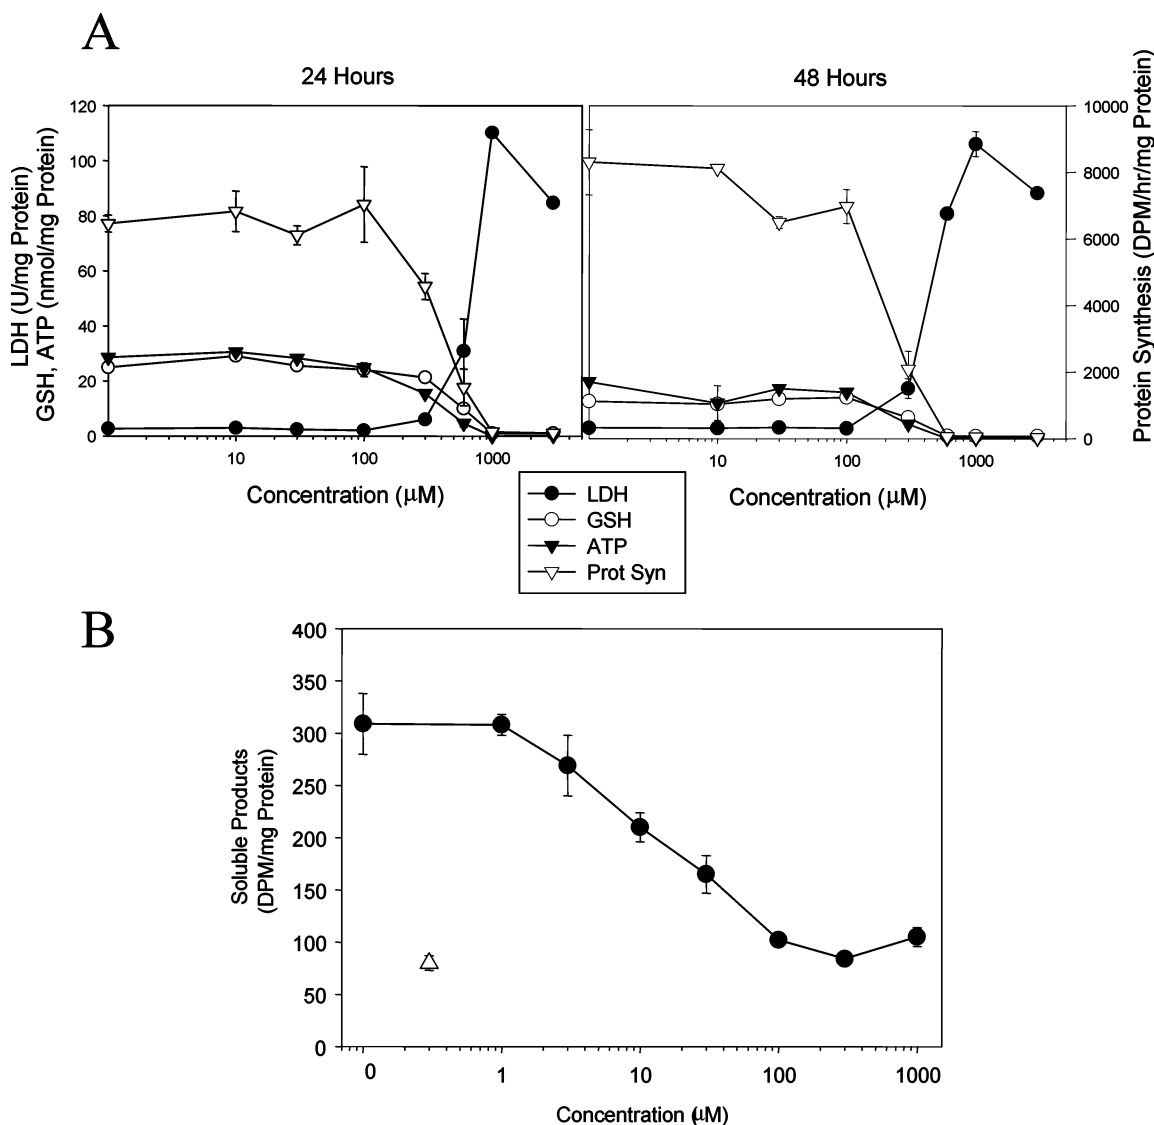 A
24 Hours
48 Hours
LDH (U/mg Protein)
GSH, ATP (nmol/mg Protein)
120
100
80
60
40
20
0
10
100
1000
Concentration (μM)
10
100
1000
Concentration (μM)
10000
8000
6000
4000
2000
0
Protein Synthesis (DPM/hr/mg Protein)
LDH
GSH
ATP
Prot Syn
B
Soluble Products
(DPM/mg Protein)
400
350
300
250
200
150
100
50
0
0
1
10
100
1000
Concentration (μM)